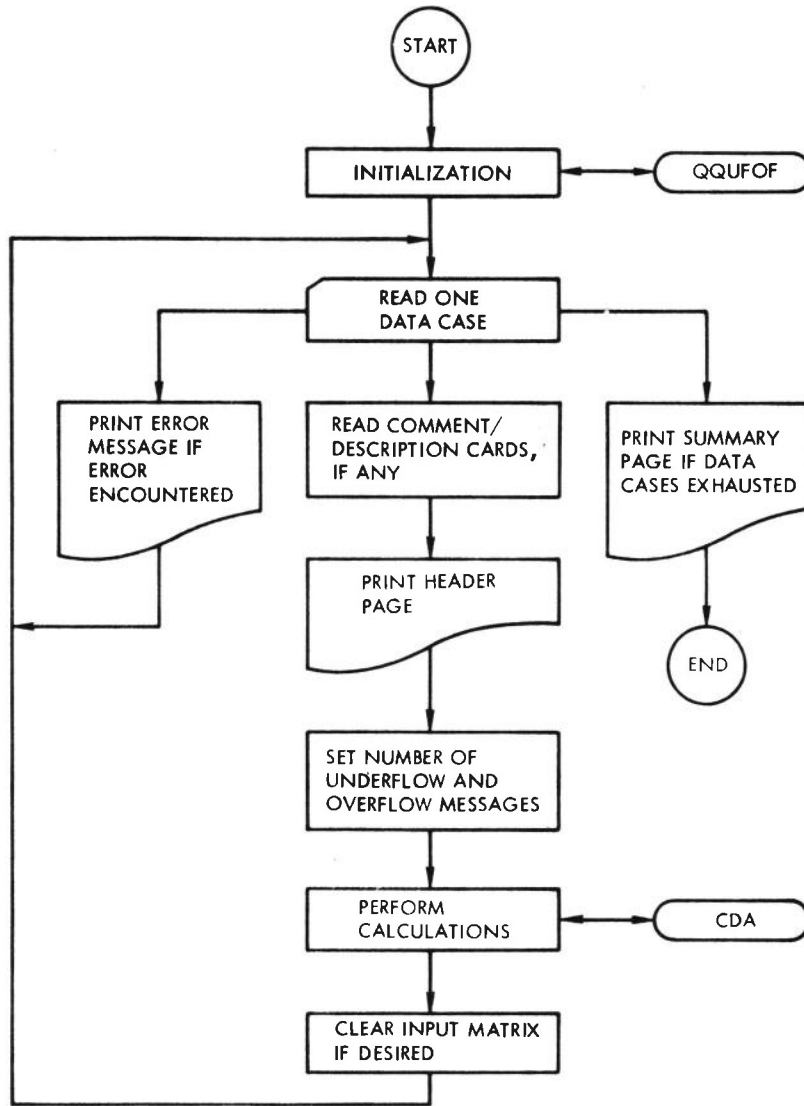 START
INITIALIZATION
QQUFOF
READ ONE
DATA CASE
PRINT ERROR
MESSAGE IF
ERROR
ENCOUNTERED
READ COMMENT/
DESCRIPTION CARDS,
IF ANY
PRINT SUMMARY
PAGE IF DATA
CASES EXHAUSTED
PRINT HEADER
PAGE
END
SET NUMBER OF
UNDERFLOW AND
OVERFLOW MESSAGES
PERFORM
CALCULATIONS
CDA
CLEAR INPUT MATRIX
IF DESIRED